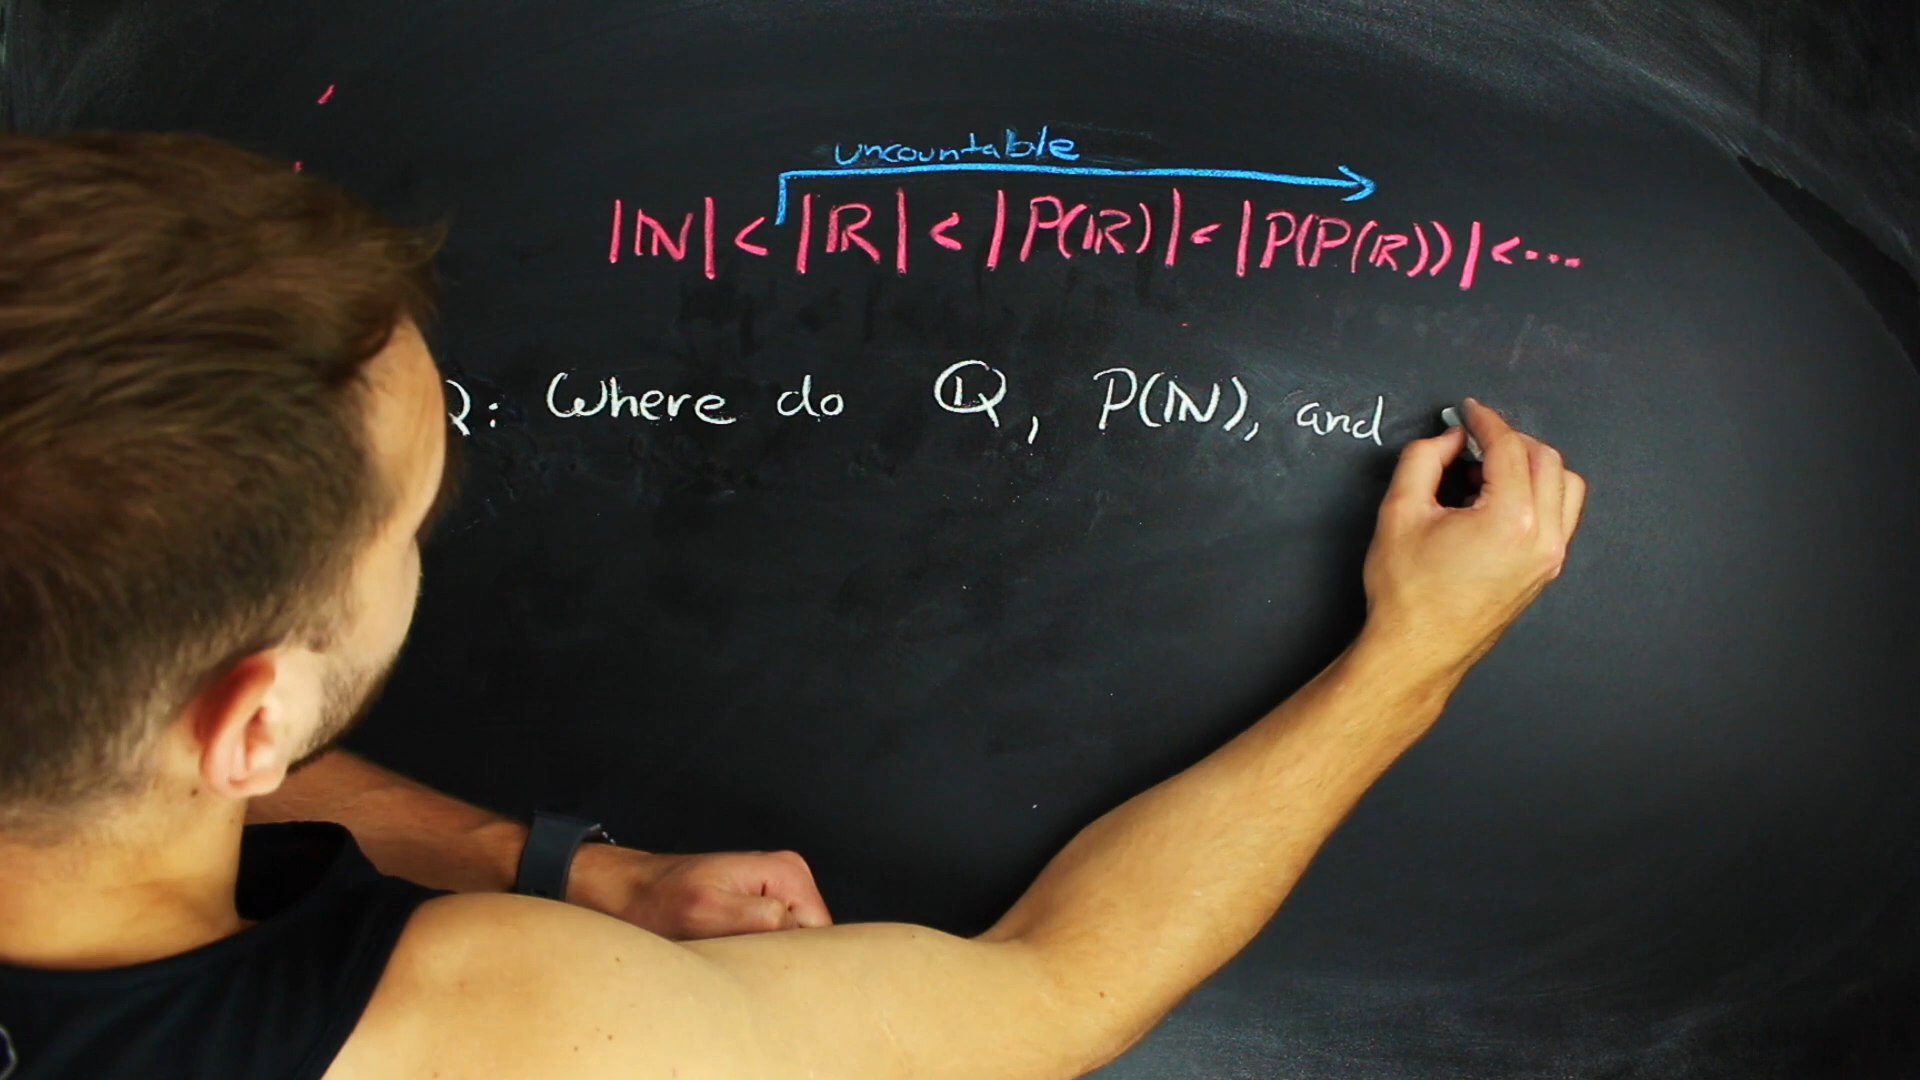 uncountable
|ℕ| < |ℝ| < |P(ℝ)| < |P(P(ℝ))| < ...
Q: Where do ℚ, P(ℕ), and